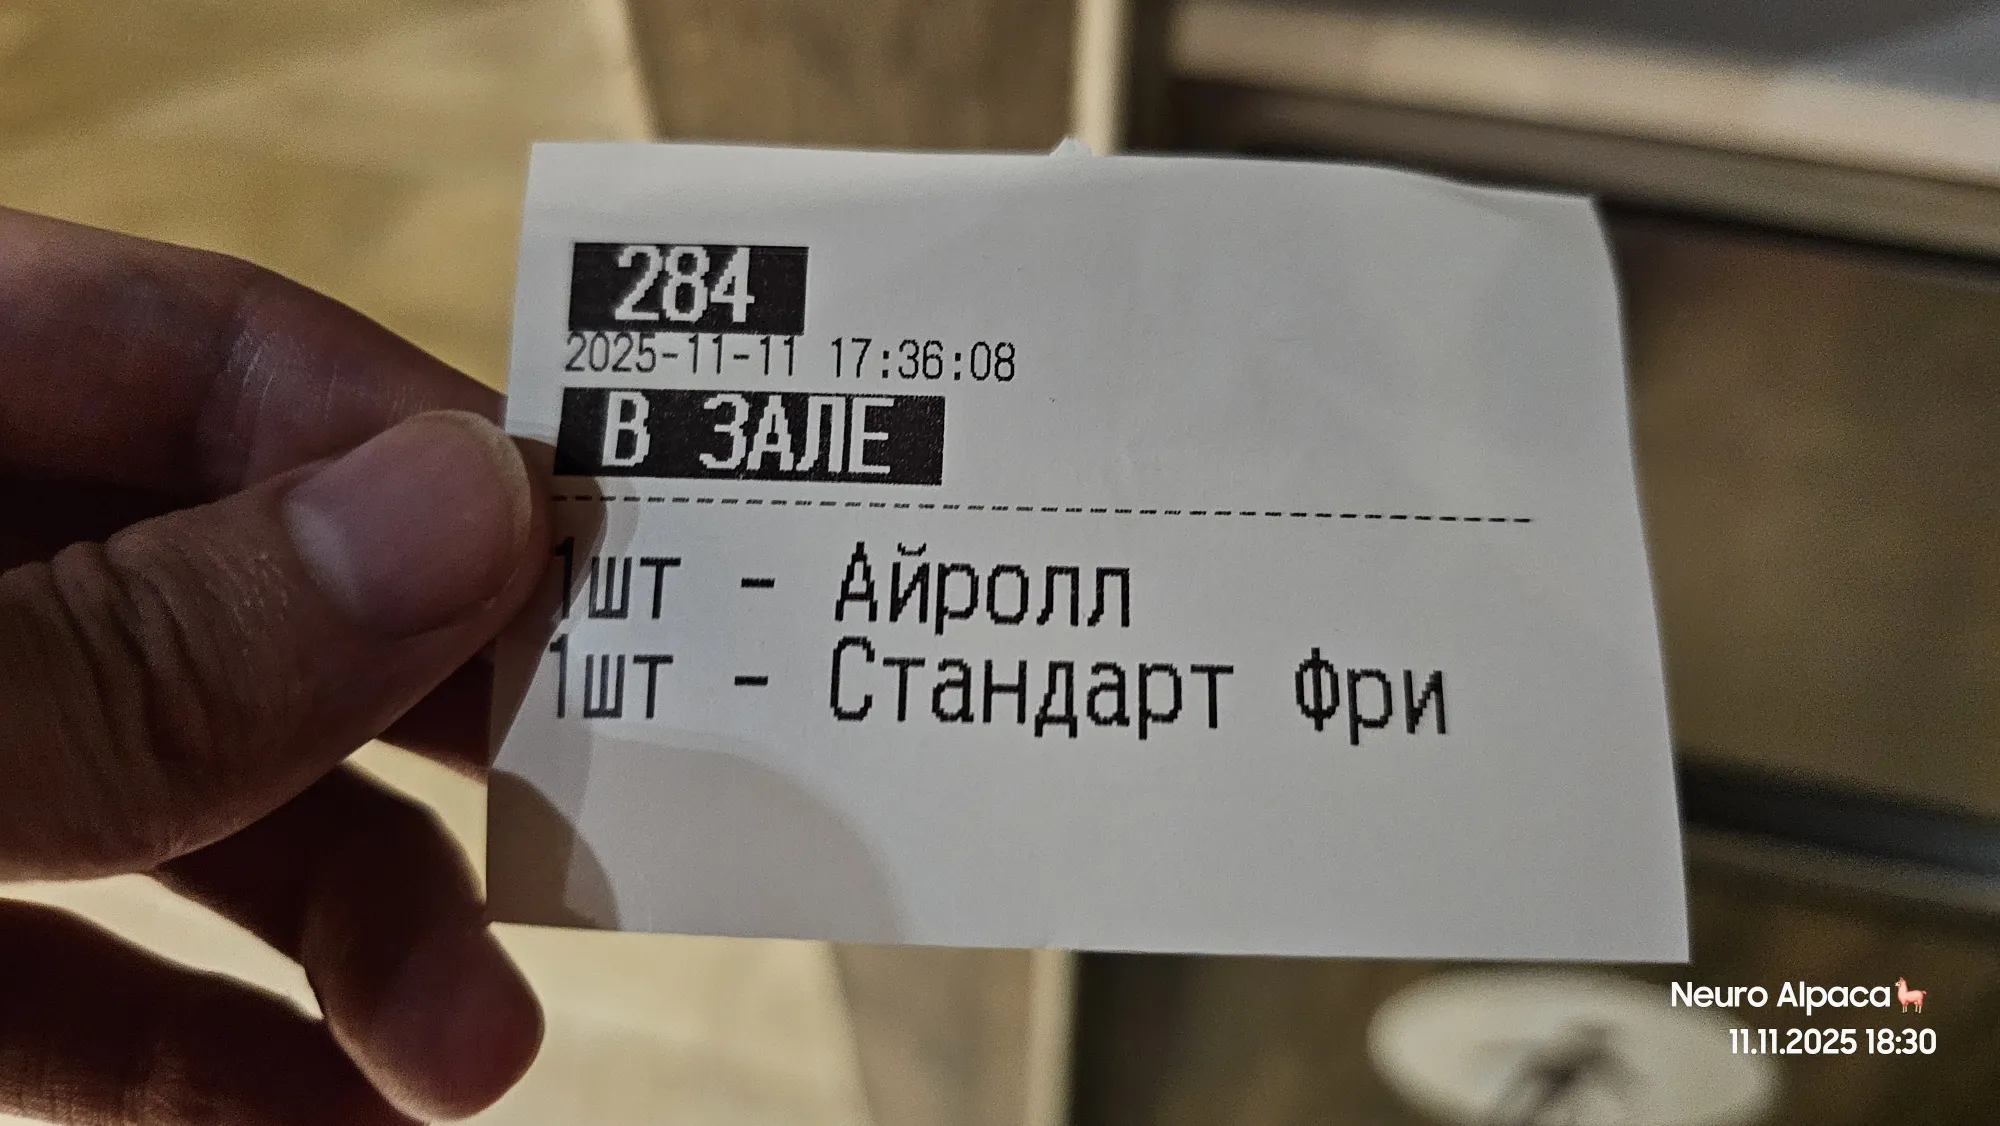 284
2025-11-11 17:36:08
В ЗАЛЕ
1шт - Айролл
1шт - Стандарт Фри
Neuro Alpaca🦙
11.11.2025 18:30